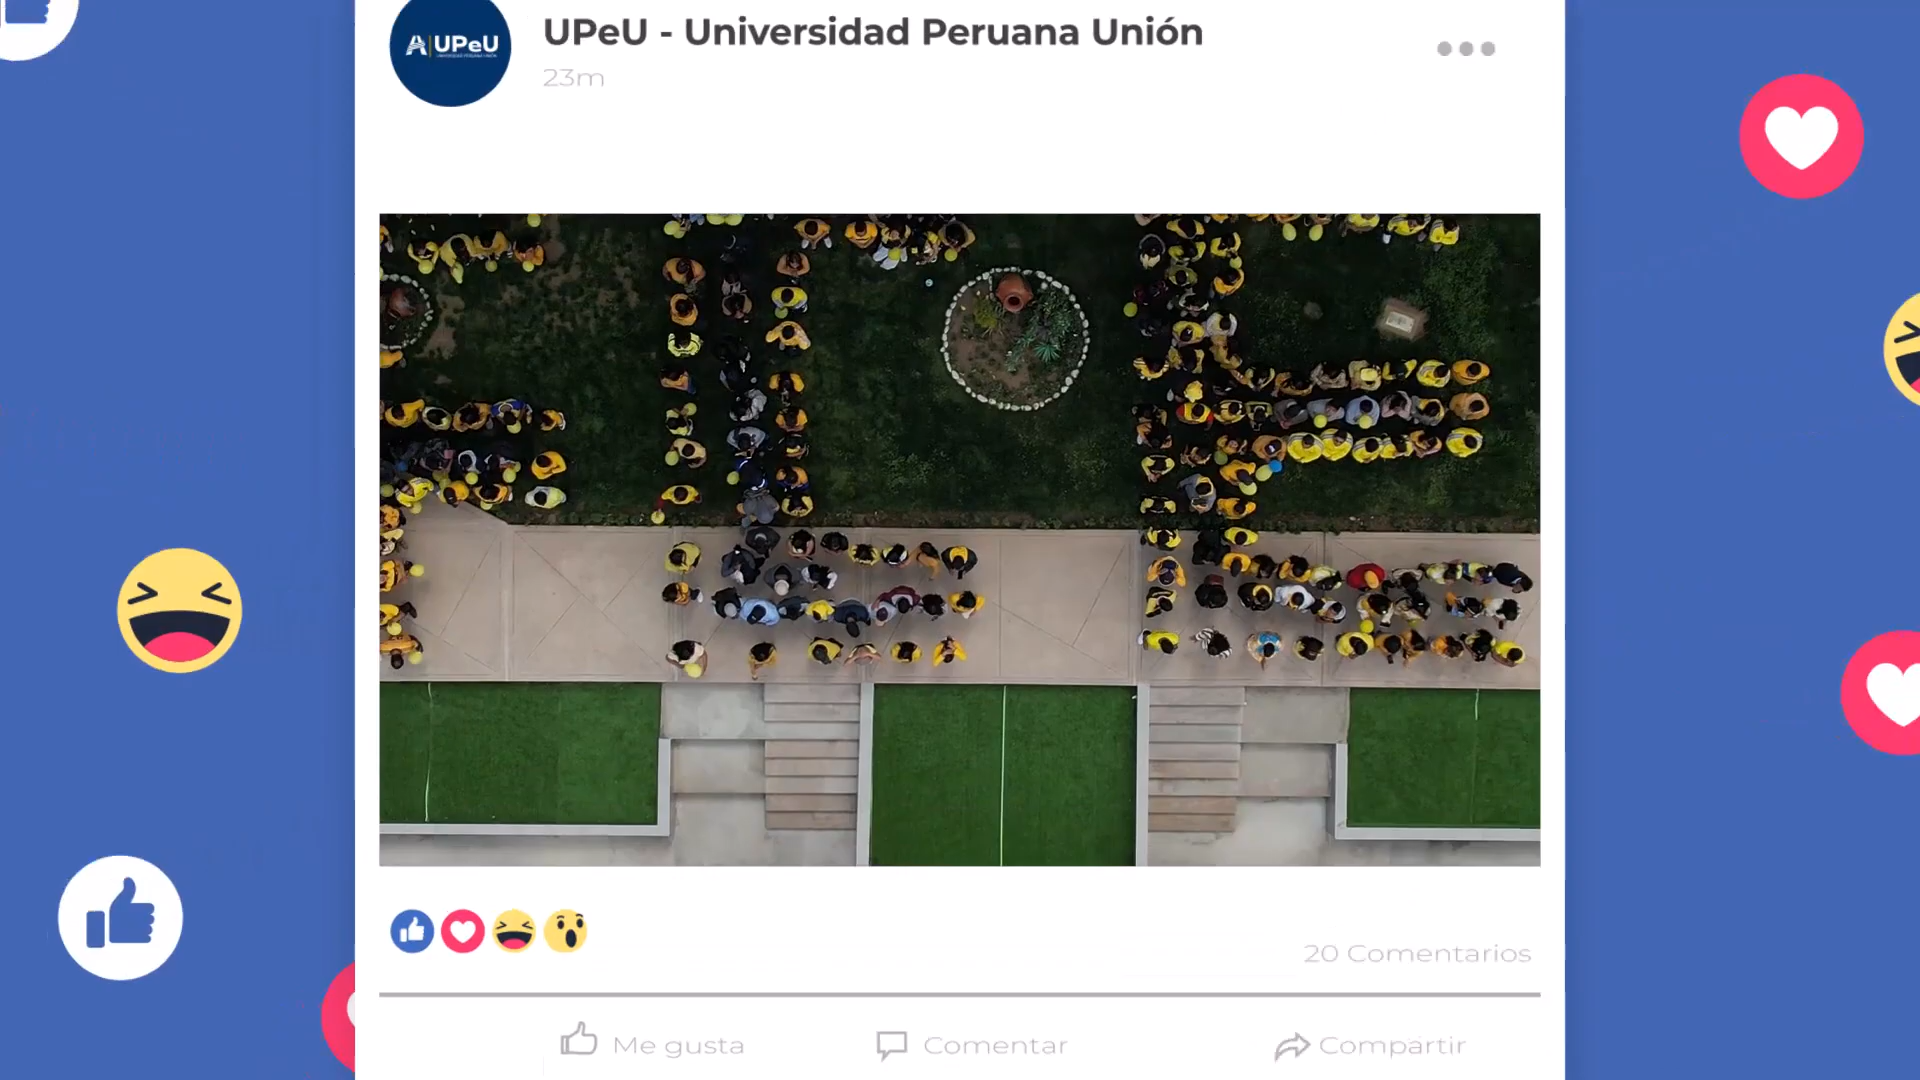 UPeU
UPeU - Universidad Peruana Unión
23m
20 Comentarios
Me gusta
Comentar
Compartir